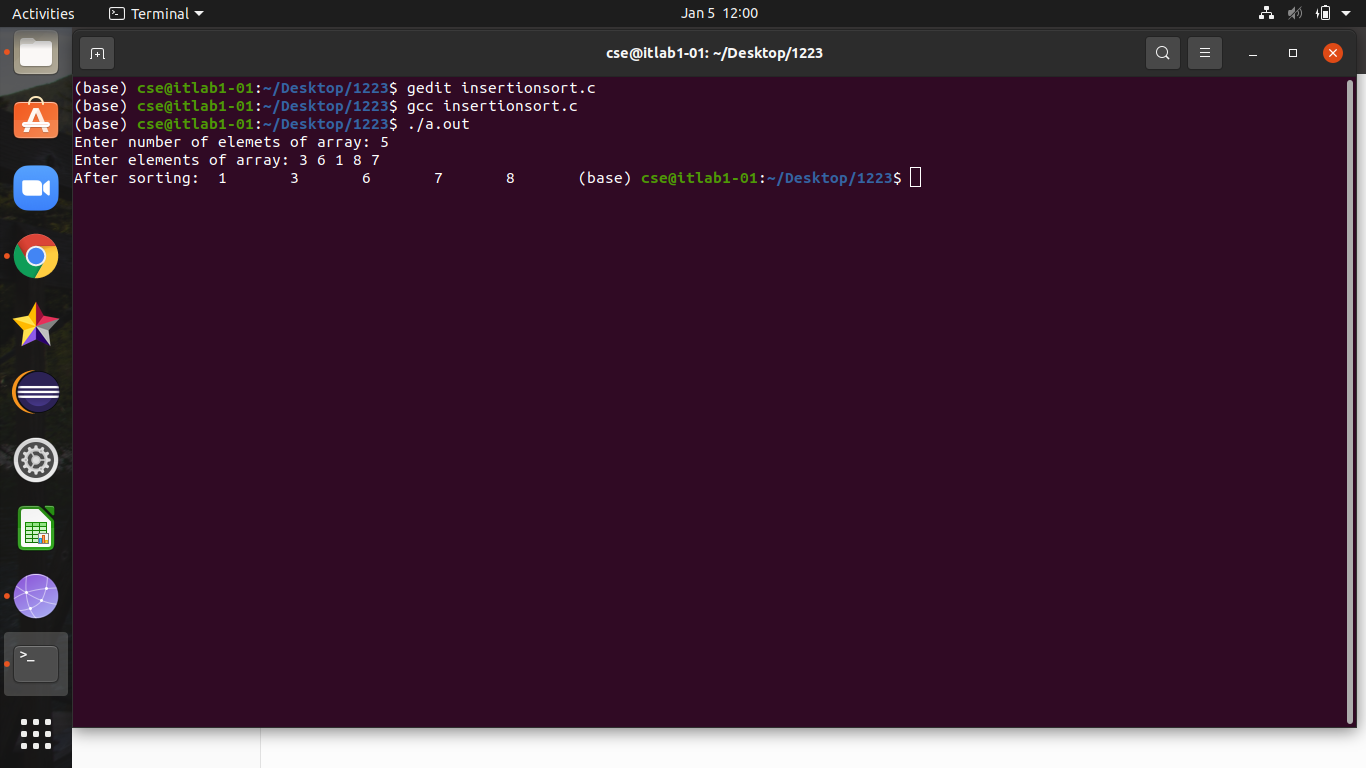 Activities Terminal Jan 5 12:00
cse@itlab1-01: ~/Desktop/1223
(base) cse@itlab1-01:~/Desktop/1223$ gedit insertionsort.c
(base) cse@itlab1-01:~/Desktop/1223$ gcc insertionsort.c
(base) cse@itlab1-01:~/Desktop/1223$ ./a.out
Enter number of elemets of array: 5
Enter elements of array: 3 6 1 8 7
After sorting:  1       3       6       7       8       (base) cse@itlab1-01:~/Desktop/1223$
>_